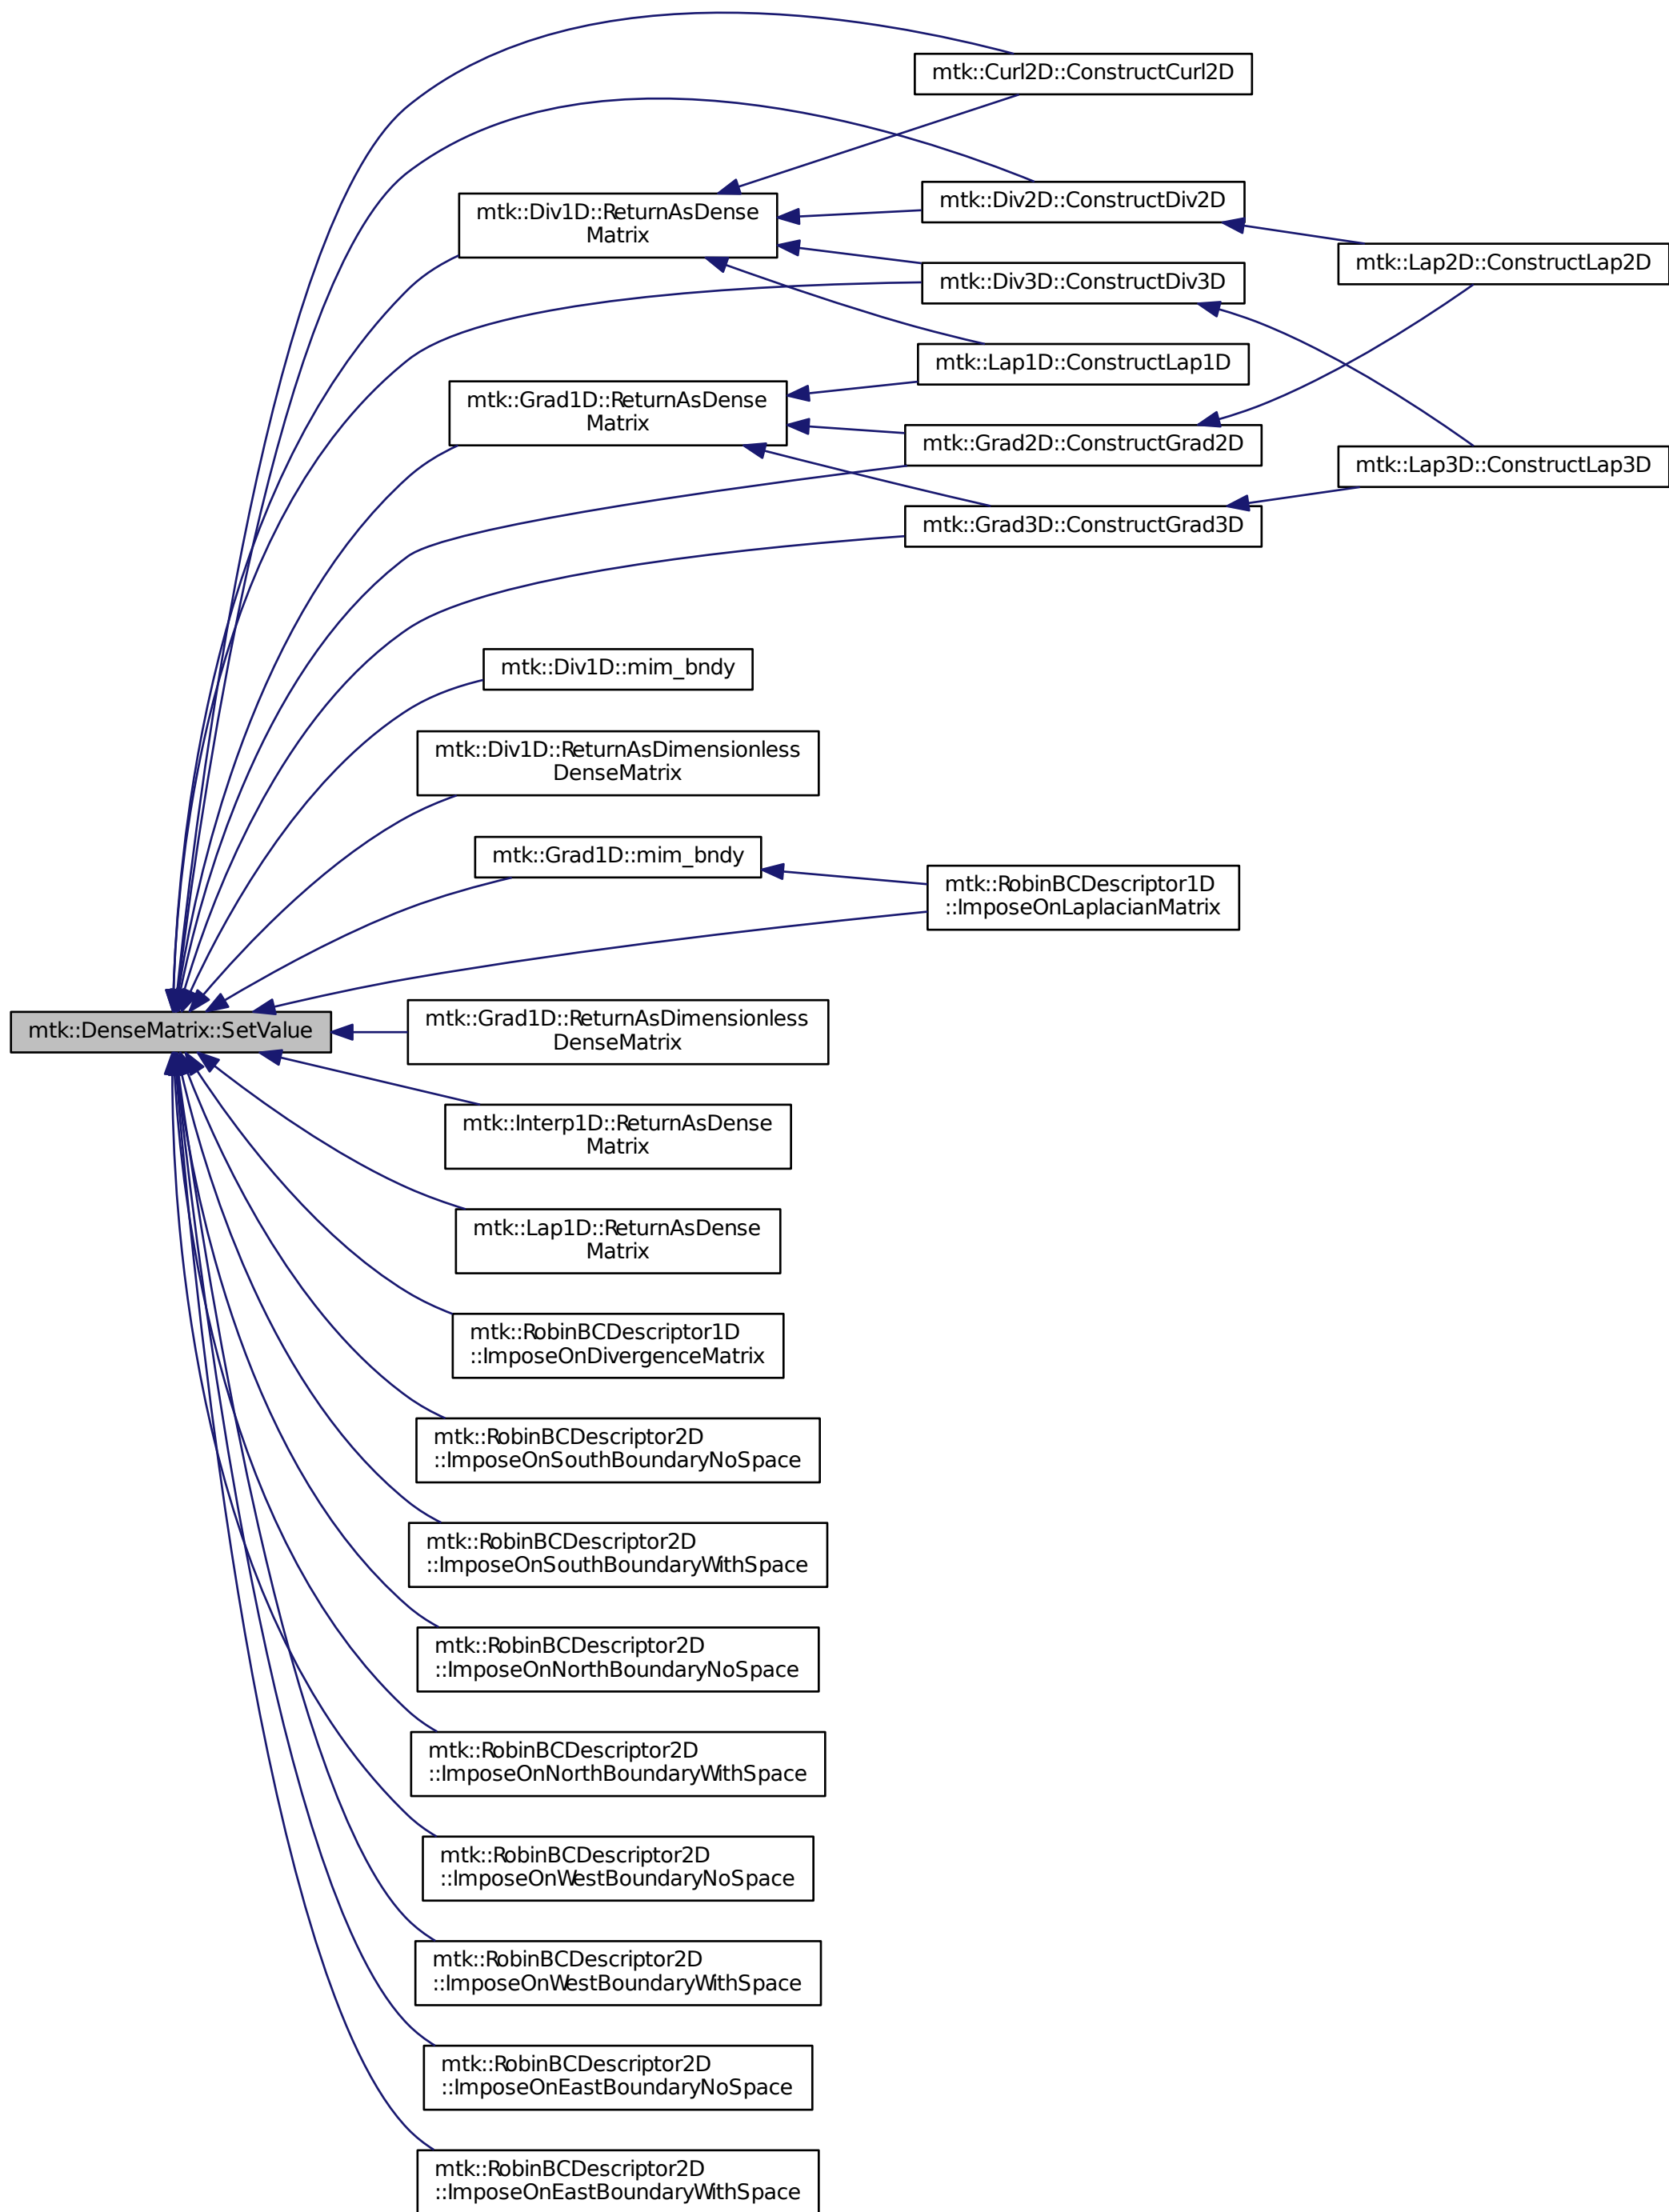 mtk::Curl2D::ConstructCurl2D
mtk::Div1D::ReturnAsDense
Matrix
mtk::Div2D::ConstructDiv2D
mtk::Lap2D::ConstructLap2D
mtk::Div3D::ConstructDiv3D
mtk::Lap1D::ConstructLap1D
mtk::Grad1D::ReturnAsDense
Matrix
mtk::Grad2D::ConstructGrad2D
mtk::Lap3D::ConstructLap3D
mtk::Grad3D::ConstructGrad3D
mtk::Div1D::mim_bndy
mtk::Div1D::ReturnAsDimensionless
DenseMatrix
mtk::Grad1D::mim_bndy
mtk::RobinBCDescriptor1D
::ImposeOnLaplacianMatrix
mtk::DenseMatrix::SetValue
mtk::Grad1D::ReturnAsDimensionless
DenseMatrix
mtk::Interp1D::ReturnAsDense
Matrix
mtk::Lap1D::ReturnAsDense
Matrix
mtk::RobinBCDescriptor1D
::ImposeOnDivergenceMatrix
mtk::RobinBCDescriptor2D
::ImposeOnSouthBoundaryNoSpace
mtk::RobinBCDescriptor2D
::ImposeOnSouthBoundaryWithSpace
mtk::RobinBCDescriptor2D
::ImposeOnNorthBoundaryNoSpace
mtk::RobinBCDescriptor2D
::ImposeOnNorthBoundaryWithSpace
mtk::RobinBCDescriptor2D
::ImposeOnWestBoundaryNoSpace
mtk::RobinBCDescriptor2D
::ImposeOnWestBoundaryWithSpace
mtk::RobinBCDescriptor2D
::ImposeOnEastBoundaryNoSpace
mtk::RobinBCDescriptor2D
::ImposeOnEastBoundaryWithSpace